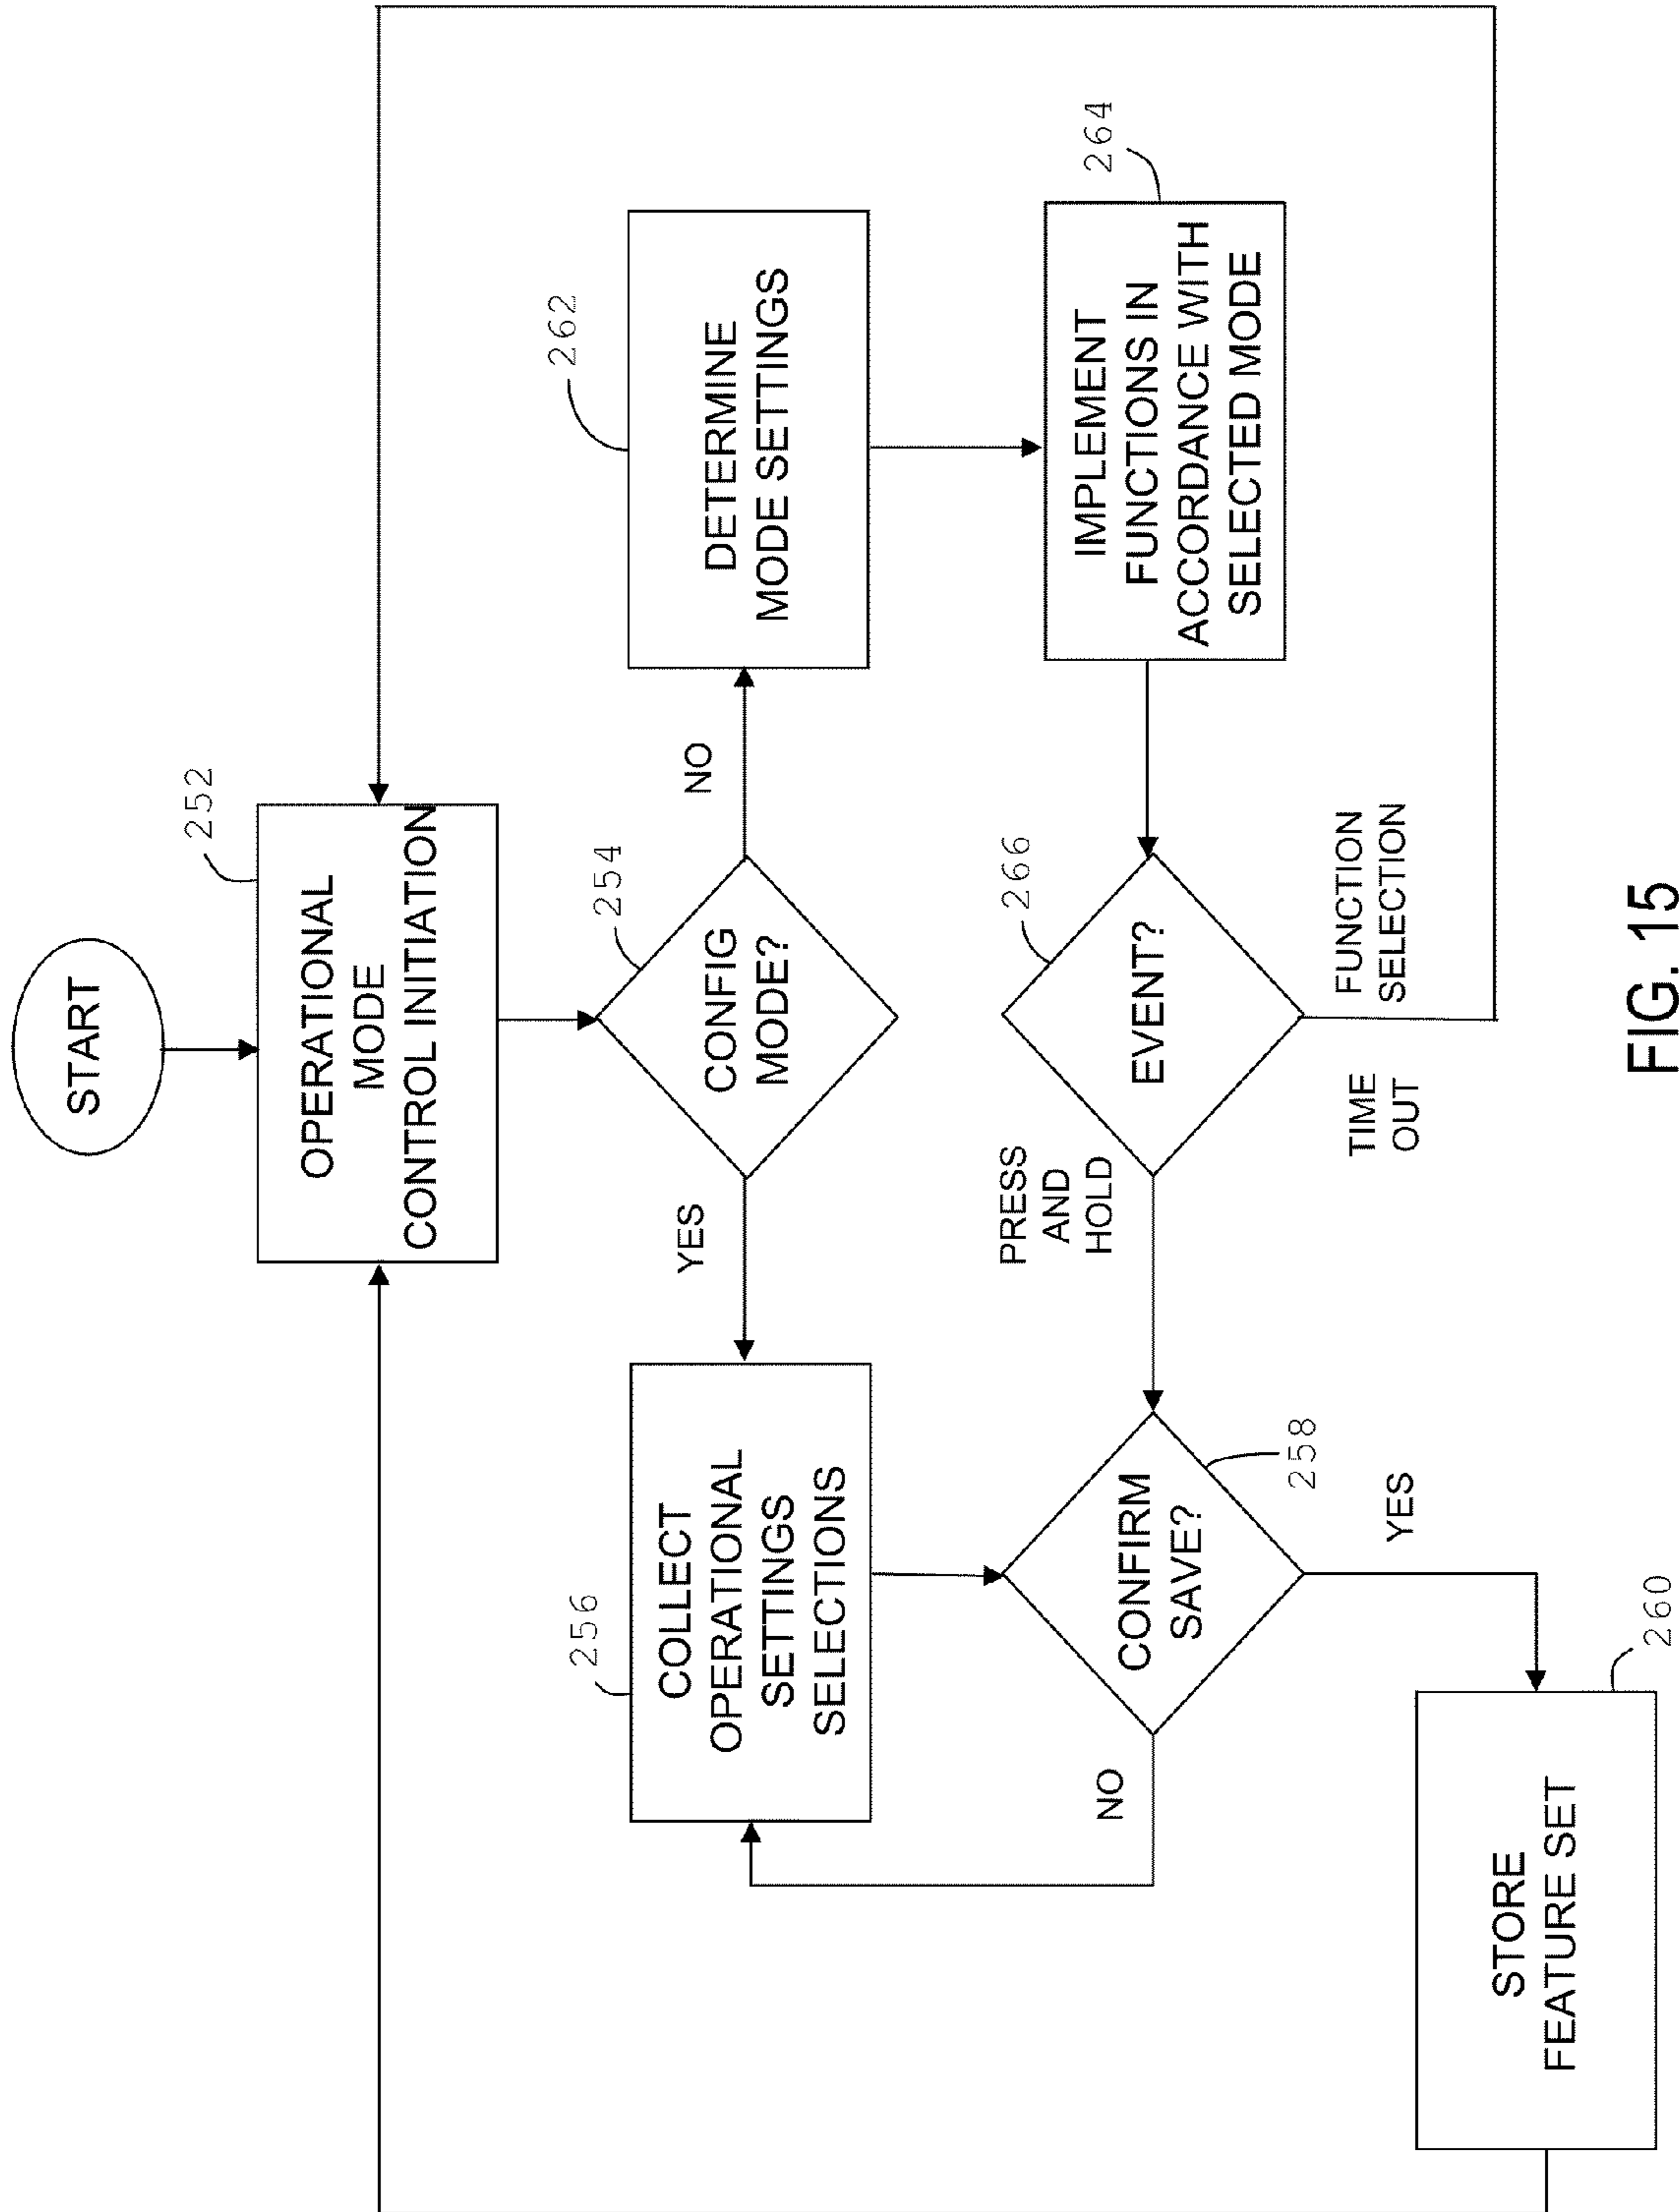 START
252
OPERATIONAL
MODE
CONTROL INITIATION
254
CONFIG
MODE?
YES
NO
256
COLLECT
OPERATIONAL
SETTINGS
SELECTIONS
262
DETERMINE
MODE SETTINGS
258
CONFIRM
SAVE?
NO
YES
PRESS
AND
HOLD
266
EVENT?
TIME
OUT
FUNCTION
SELECTION
264
IMPLEMENT
FUNCTIONS IN
ACCORDANCE WITH
SELECTED MODE
260
STORE
FEATURE SET
FIG. 15